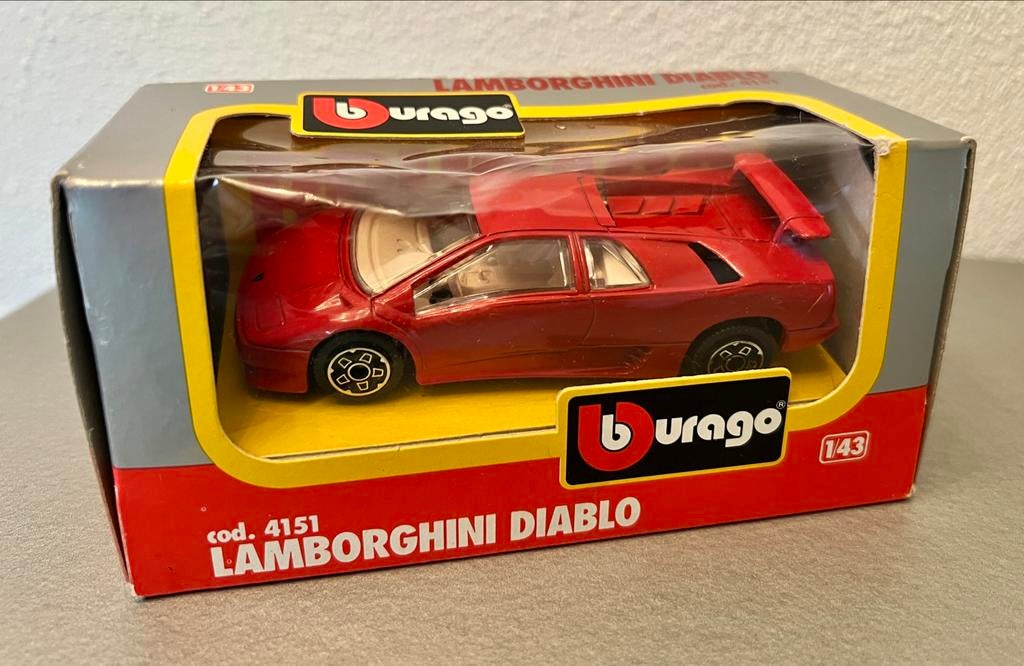 LAMBORGHINI DIABLO
1/43
burago
burago®
1/43
cod. 4151
LAMBORGHINI DIABLO